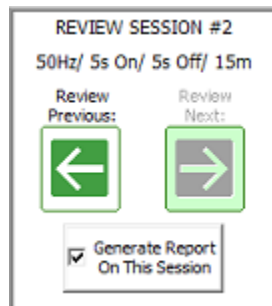 REVIEW SESSION #2
50Hz/ 5s On/ 5s Off/ 15m
Review
Previous:
Review
Next:
Generate Report
On This Session